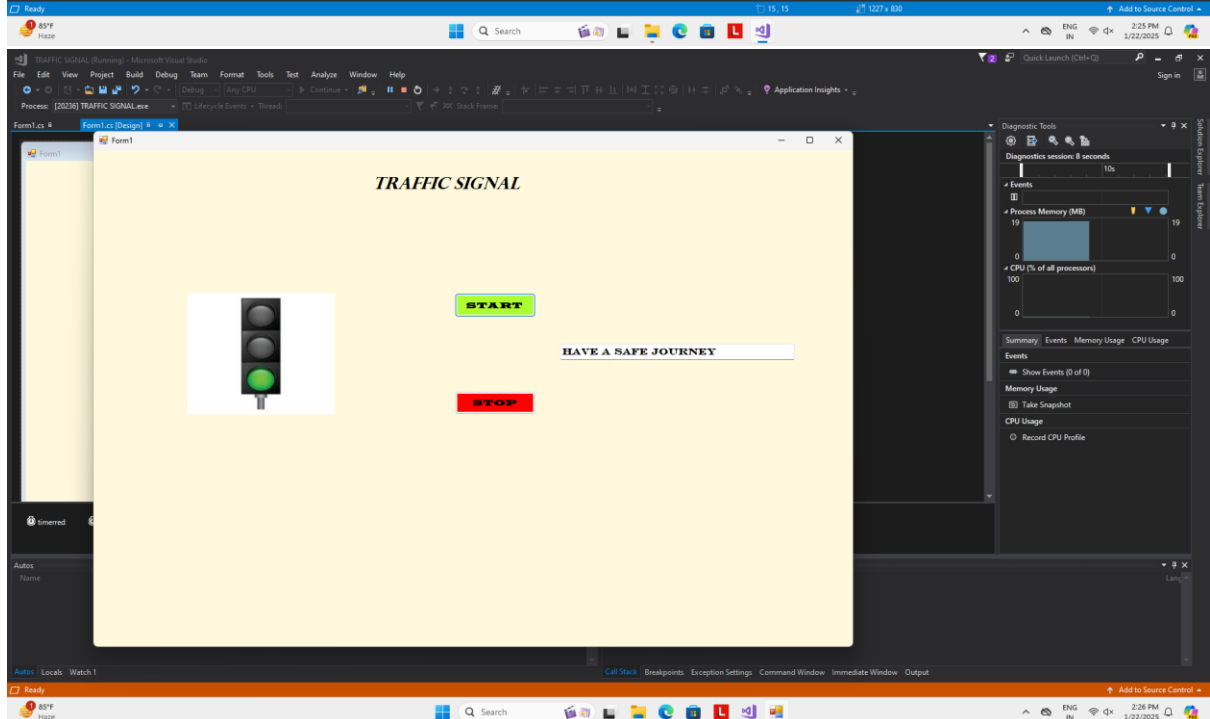 Ready 15 , 15 1227 x 830 Add to Source Control
1 85°F Search ENG 2:25 PM
Haze IN 1/22/2025
TRAFFIC SIGNAL (Running) - Microsoft Visual Studio 2 Quick Launch (Ctrl+Q)
File Edit View Project Build Debug Team Format Tools Test Analyze Window Help Sign in
Debug Any CPU Continue Application Insights
Process: [20236] TRAFFIC SIGNAL.exe Lifecycle Events Thread: Stack Frame:
Form1.cs Form1.cs [Design] Diagnostic Tools
Form1 Form1 Diagnostics session: 8 seconds
10s
TRAFFIC SIGNAL
Events
Process Memory (MB)
19 19
0 0
CPU (% of all processors)
100 100
0 0
START
Summary Events Memory Usage CPU Usage
HAVE A SAFE JOURNEY
Events
Show Events (0 of 0)
Memory Usage
Take Snapshot
STOP
CPU Usage
Record CPU Profile
Solution Explorer
Team Explorer
timerred
Autos
Name Lang
Autos Locals Watch 1 Call Stack Breakpoints Exception Settings Command Window Immediate Window Output
Ready Add to Source Control
1 85°F Search L ENG 2:26 PM
Haze IN 1/22/2025